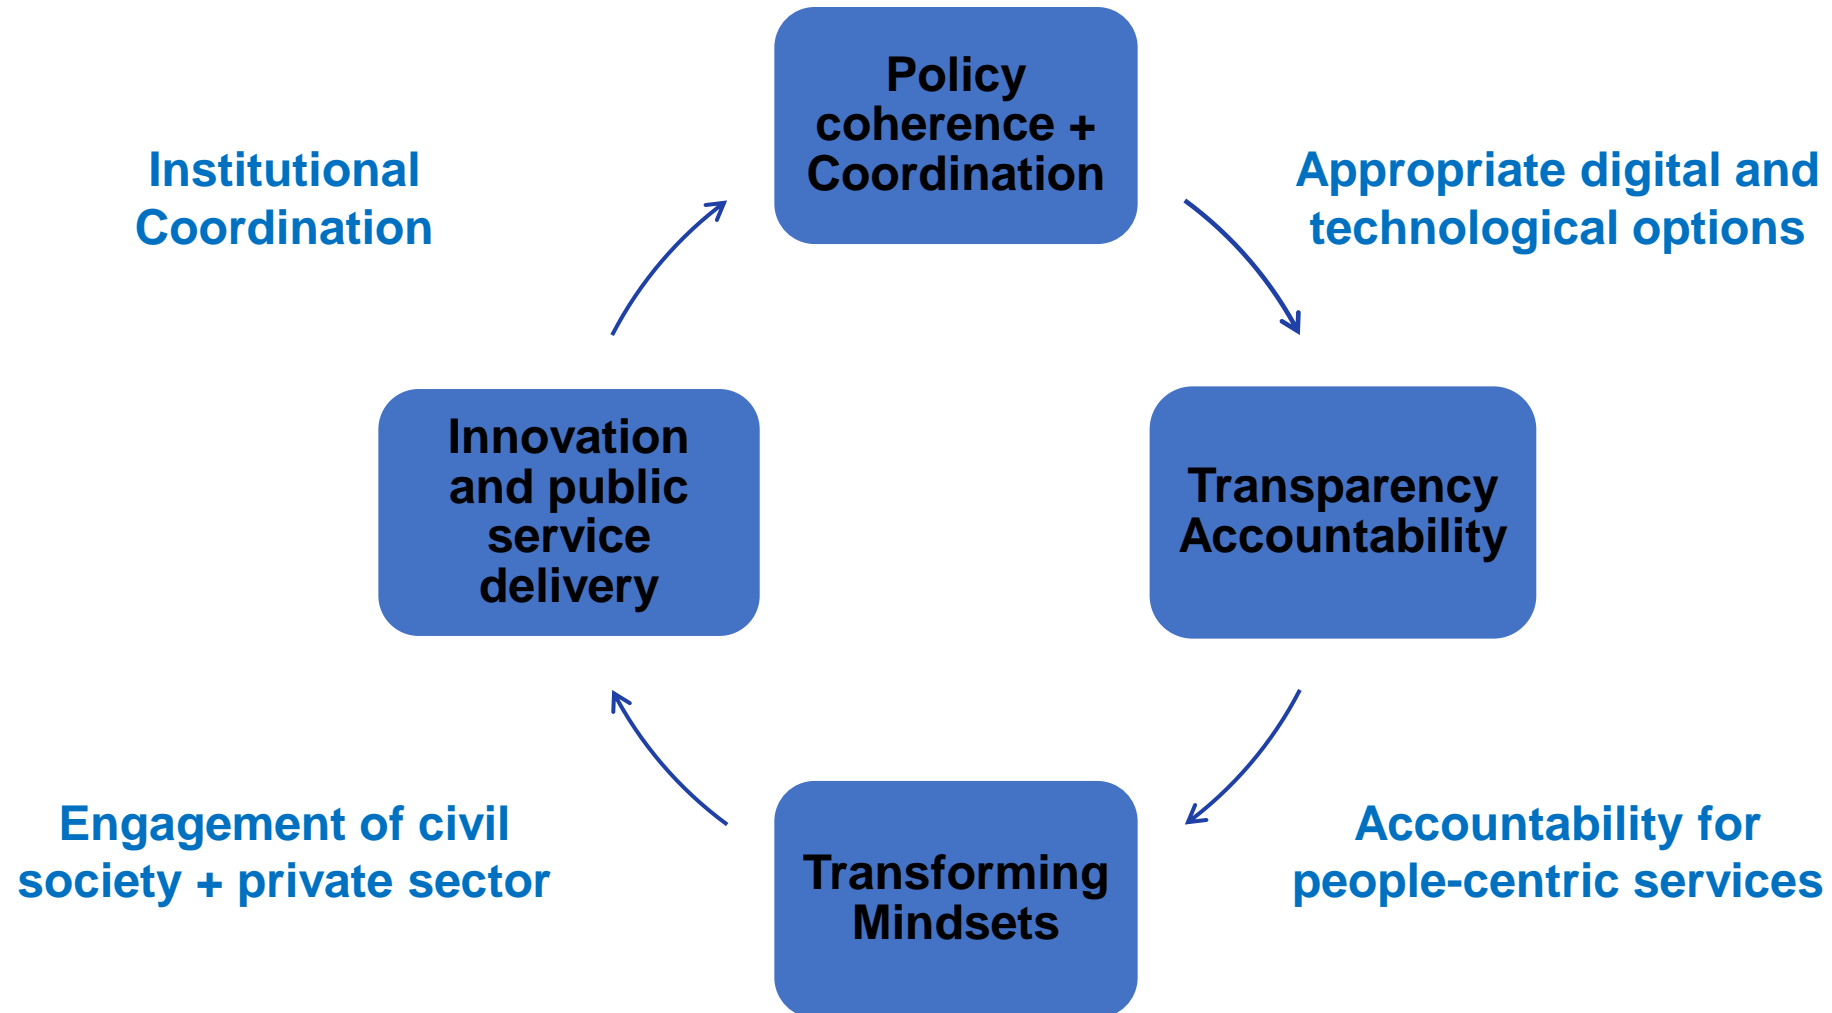 Policy
coherence +
Coordination
Institutional
Coordination
Appropriate digital and
technological options
Innovation
and public
service
delivery
Transparency
Accountability
Engagement of civil
society + private sector
Transforming
Mindsets
Accountability for
people-centric services